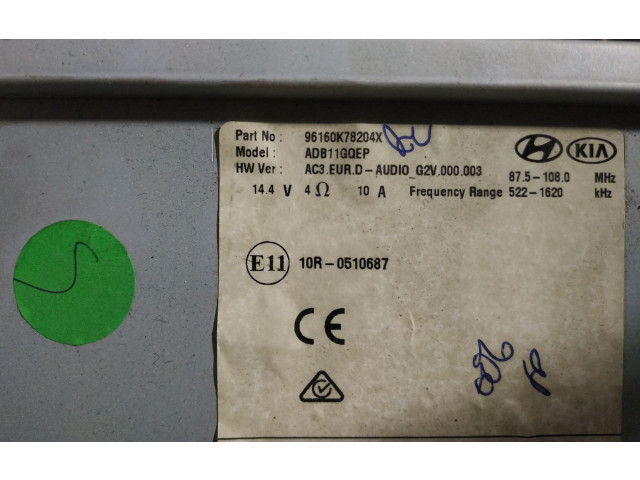 Part No : 96160K78204X
Model : ADB11GQEP
HW Ver : AC3.EUR.D-AUDIO_G2V.000.003
KIA
87.5-108.0 MHz
14.4 V 4 Ω 10 A Frequency Range 522-1620 kHz
E11 10R-0510687
CE